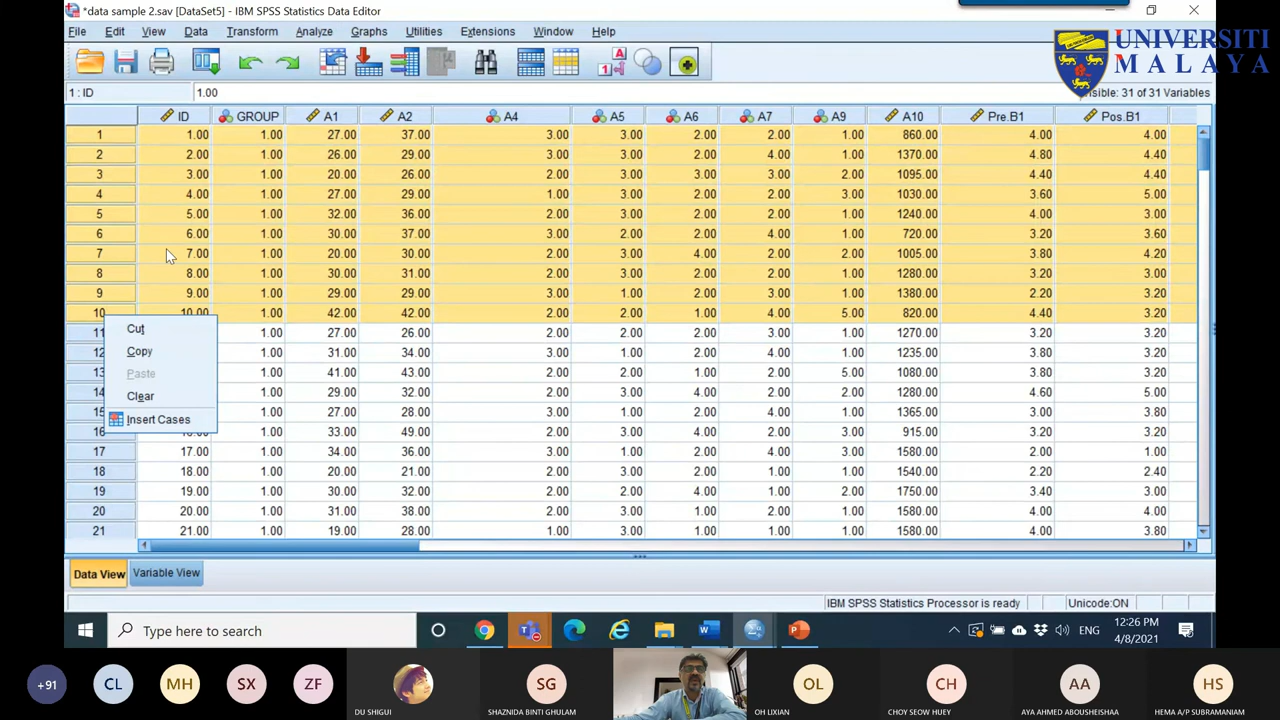 *data sample 2.sav [DataSet5] - IBM SPSS Statistics Data Editor
File Edit View Data Transform Analyze Graphs Utilities Extensions Window Help
UNIVERSITI
MALAYA
1 : ID 1.00 isible: 31 of 31 Variables
ID GROUP A1 A2 A4 A5 A6 A7 A9 A10 Pre.B1 Pos.B1
1 1.00 1.00 27.00 37.00 3.00 3.00 2.00 2.00 1.00 860.00 4.00 4.00
2 2.00 1.00 26.00 29.00 3.00 3.00 2.00 4.00 1.00 1370.00 4.80 4.40
3 3.00 1.00 20.00 26.00 2.00 3.00 3.00 3.00 2.00 1095.00 4.40 4.40
4 4.00 1.00 27.00 29.00 1.00 3.00 2.00 2.00 3.00 1030.00 3.60 5.00
5 5.00 1.00 32.00 36.00 2.00 3.00 2.00 2.00 1.00 1240.00 4.40 3.00
6 6.00 1.00 30.00 37.00 3.00 2.00 2.00 4.00 1.00 720.00 3.20 3.60
7 7.00 1.00 20.00 30.00 2.00 3.00 4.00 2.00 2.00 1005.00 3.80 4.20
8 8.00 1.00 30.00 31.00 2.00 3.00 2.00 2.00 1.00 1280.00 3.20 3.00
9 9.00 1.00 29.00 29.00 3.00 1.00 2.00 4.00 1.00 1380.00 2.20 3.20
10 10.00 1.00 42.00 42.00 2.00 2.00 1.00 4.00 5.00 820.00 4.40 3.20
11 1.00 27.00 26.00 2.00 2.00 2.00 3.00 1.00 1270.00 3.20 3.20
12 1.00 31.00 34.00 3.00 1.00 2.00 4.00 1.00 1235.00 3.80 3.20
13 1.00 41.00 43.00 2.00 2.00 1.00 2.00 5.00 1080.00 3.80 3.20
14 1.00 29.00 32.00 2.00 3.00 4.00 2.00 2.00 1280.00 4.60 5.00
15 1.00 27.00 28.00 3.00 1.00 2.00 4.00 1.00 1365.00 3.00 3.80
16 1.00 33.00 49.00 2.00 3.00 4.00 2.00 3.00 915.00 3.20 3.20
17 17.00 1.00 34.00 36.00 3.00 1.00 2.00 4.00 3.00 1580.00 2.00 1.00
18 18.00 1.00 20.00 21.00 2.00 3.00 2.00 1.00 1.00 1540.00 2.20 2.40
19 19.00 1.00 30.00 32.00 2.00 2.00 4.00 1.00 2.00 1750.00 3.40 3.00
20 20.00 1.00 31.00 38.00 2.00 3.00 1.00 2.00 1.00 1580.00 4.00 4.00
21 21.00 1.00 19.00 28.00 1.00 3.00 1.00 1.00 1.00 1580.00 4.00 3.80
Cut
Copy
Paste
Clear
Insert Cases
Data View Variable View
IBM SPSS Statistics Processor is ready Unicode:ON
Type here to search
ENG
12:26 PM
4/8/2021
+91 CL MH SX ZF SG OL CH AA HS
DU SHIGUI SHAZNIDA BINTI GHULAM OH LIXIAN CHOY SEOW HUEY AYA AHMED ABOUSHEISHAA HEMA A/P SUBRAMANIAM